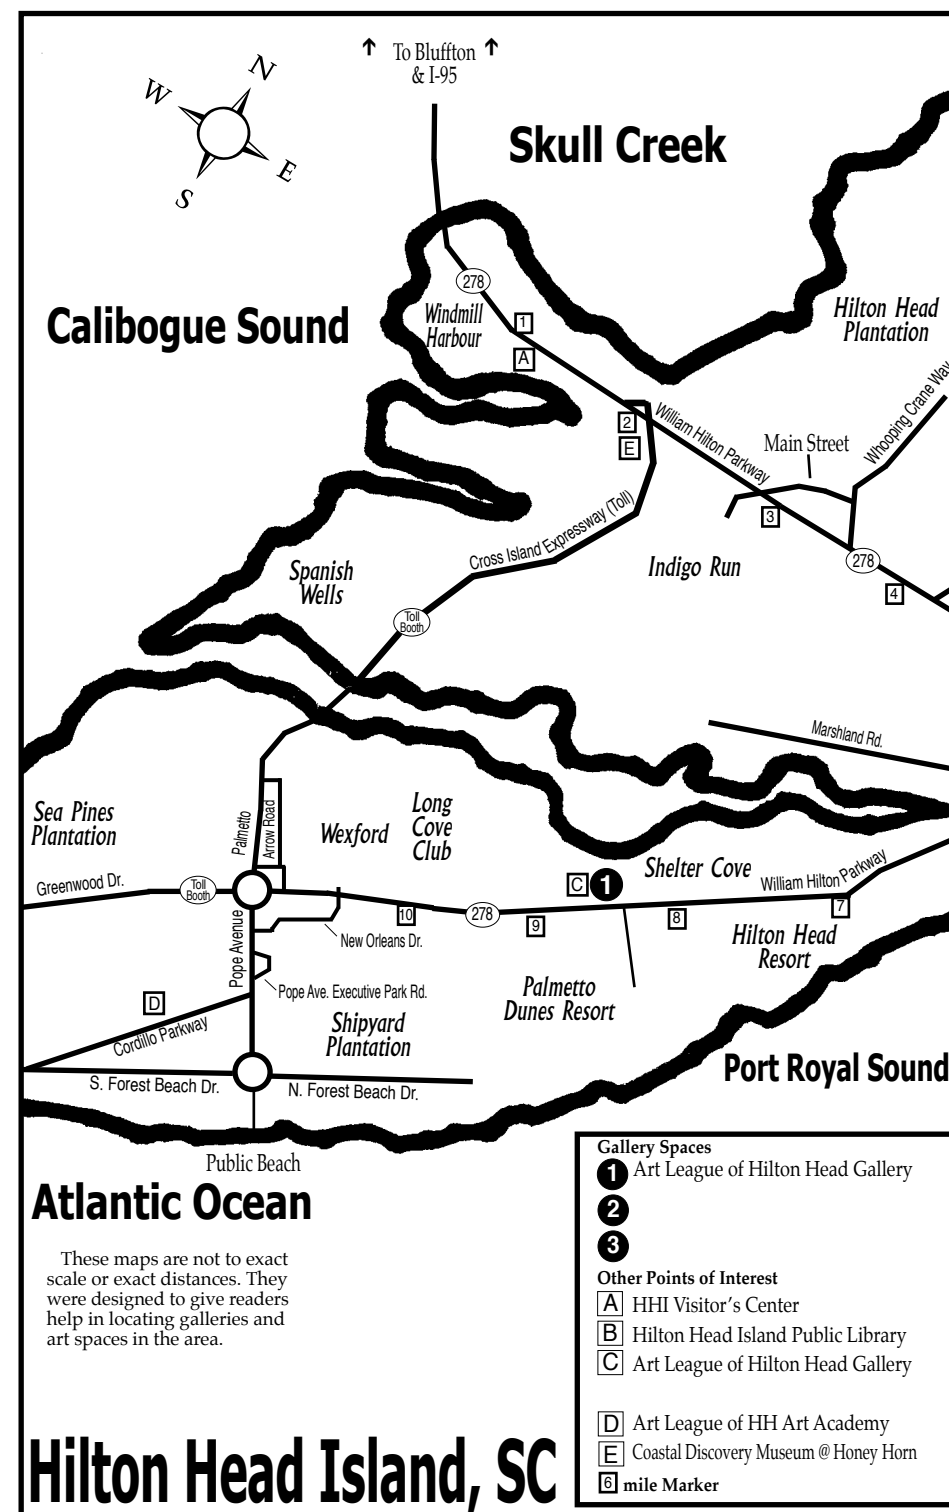 To Bluffton
& I-95
N
W
E
S
Skull Creek
278
Windmill
Harbour
Hilton Head
Plantation
Calibogue Sound
1
A
Whooping Crane Way
2
E
William Hilton Parkway
Main Street
3
Cross Island Expressway (Toll)
278
Indigo Run
4
Spanish
Wells
Toll
Booth
Marshland Rd.
Sea Pines
Plantation
Palmetto
Arrow Road
Wexford
Long
Cove
Club
Shelter Cove
William Hilton Parkway
C
1
Greenwood Dr.
Toll
Booth
10
278
9
8
7
Pope Avenue
New Orleans Dr.
Hilton Head
Resort
Pope Ave. Executive Park Rd.
Palmetto
Dunes Resort
D
Cordillo Parkway
Shipyard
Plantation
Port Royal Sound
S. Forest Beach Dr.
N. Forest Beach Dr.
Public Beach
Atlantic Ocean
These maps are not to exact
scale or exact distances. They
were designed to give readers
help in locating galleries and
art spaces in the area.
Gallery Spaces
1 Art League of Hilton Head Gallery
2
3
Other Points of Interest
A HHI Visitor's Center
B Hilton Head Island Public Library
C Art League of Hilton Head Gallery
D Art League of HH Art Academy
E Coastal Discovery Museum @ Honey Horn
6 mile Marker
Hilton Head Island, SC